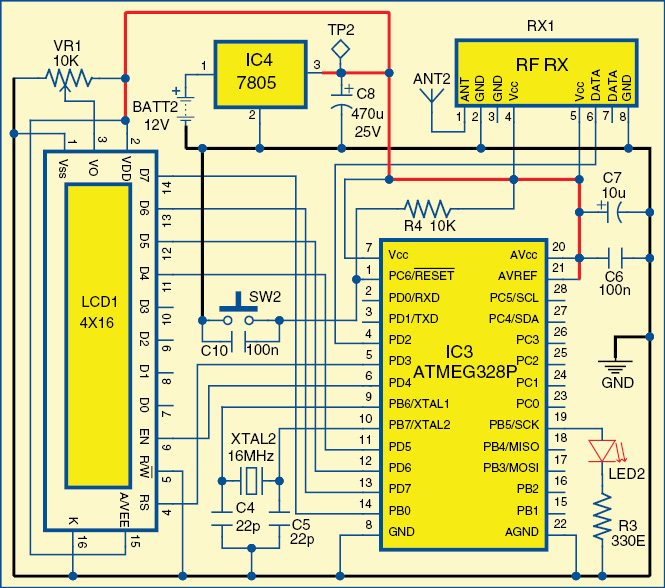 TP2
RX1
VR1
10K
IC4
7805
1
3
2
BATT2
12V
C8
470u
25V
ANT2
RF RX
ANT
GND
GND
Vcc
Vcc
DATA
DATA
GND
1
2
3
4
5
6
7
8
1
3
2
Vss
VO
VDD
D7
14
D6
13
D5
12
D4
11
D3
10
D2
9
D1
8
D0
7
EN
6
R/W
5
RS
4
K
16
A/VEE
15
LCD1
4X16
R4 10K
C7
10u
C6
100n
SW2
C10
100n
7
Vcc
AVcc
20
1
PC6/RESET
AREF
21
2
PD0/RXD
PC5/SCL
28
3
PD1/TXD
PC4/SDA
27
4
PD2
PC3
26
5
PD3
PC2
25
6
PD4
PC1
24
9
PB6/XTAL1
PC0
23
10
PB7/XTAL2
PB5/SCK
19
11
PD5
PB4/MISO
18
12
PD6
PB3/MOSI
17
13
PD7
PB2
16
14
PB0
PB1
15
8
GND
AGND
22
IC3
ATMEG328P
GND
XTAL2
16MHz
C4
22p
C5
22p
LED2
R3
330E